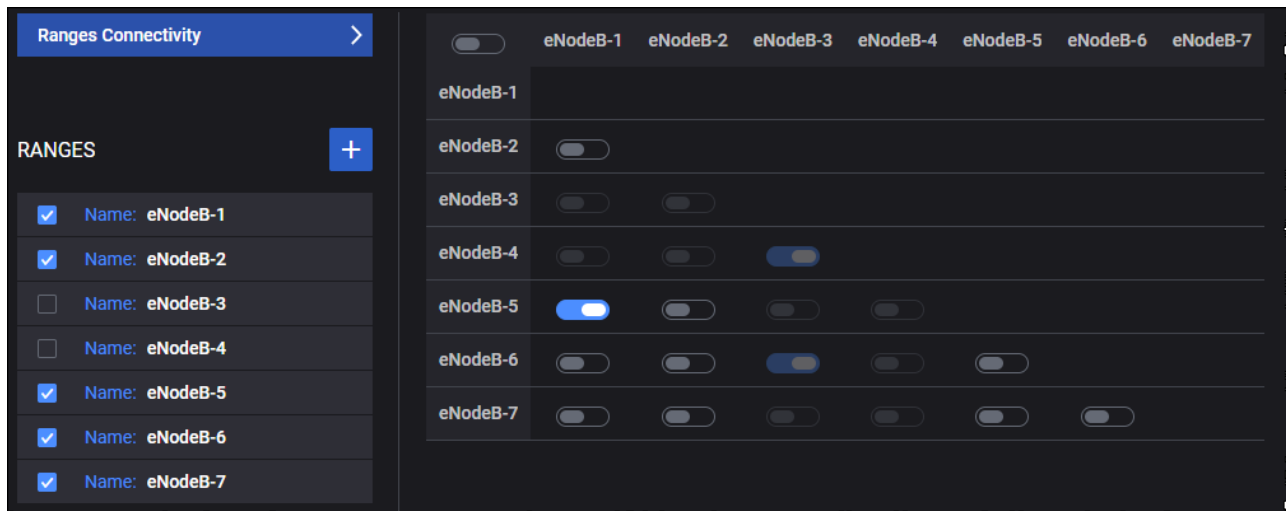 Ranges Connectivity
RANGES
Name: eNodeB-1
Name: eNodeB-2
Name: eNodeB-3
Name: eNodeB-4
Name: eNodeB-5
Name: eNodeB-6
Name: eNodeB-7
eNodeB-1 eNodeB-2 eNodeB-3 eNodeB-4 eNodeB-5 eNodeB-6 eNodeB-7
eNodeB-1
eNodeB-2
eNodeB-3
eNodeB-4
eNodeB-5
eNodeB-6
eNodeB-7